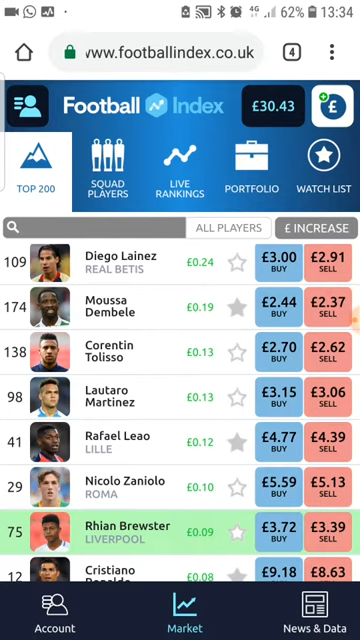 62% 13:34
4G
www.footballindex.co.uk
4
Football Index
£30.43
£
TOP 200
SQUAD PLAYERS
LIVE RANKINGS
PORTFOLIO
WATCH LIST
ALL PLAYERS
£ INCREASE
109 Diego Lainez £0.24 £3.00 £2.91
REAL BETIS BUY SELL
174 Moussa Dembele £0.19 £2.44 £2.37
BUY SELL
138 Corentin Tolisso £0.13 £2.70 £2.62
BUY SELL
98 Lautaro Martinez £0.13 £3.15 £3.06
BUY SELL
41 Rafael Leao £0.12 £4.77 £4.39
LILLE BUY SELL
29 Nicolo Zaniolo £0.10 £5.59 £5.13
ROMA BUY SELL
75 Rhian Brewster £0.09 £3.72 £3.39
LIVERPOOL BUY SELL
12 Cristiano Ronaldo £0.08 £9.18 £8.63
Account Market News & Data